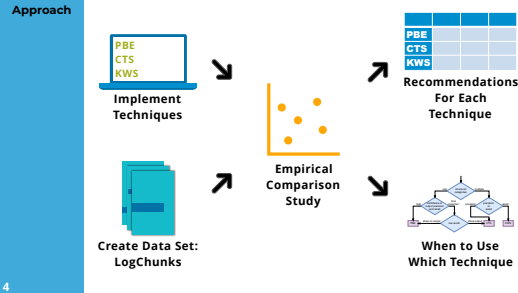 Approach
PBE
CTS
KWS
Implement
Techniques
Create Data Set:
LogChunks
Empirical
Comparison
Study
PBE
CTS
KWS
Recommendations
For Each
Technique
When to Use
Which Technique
4